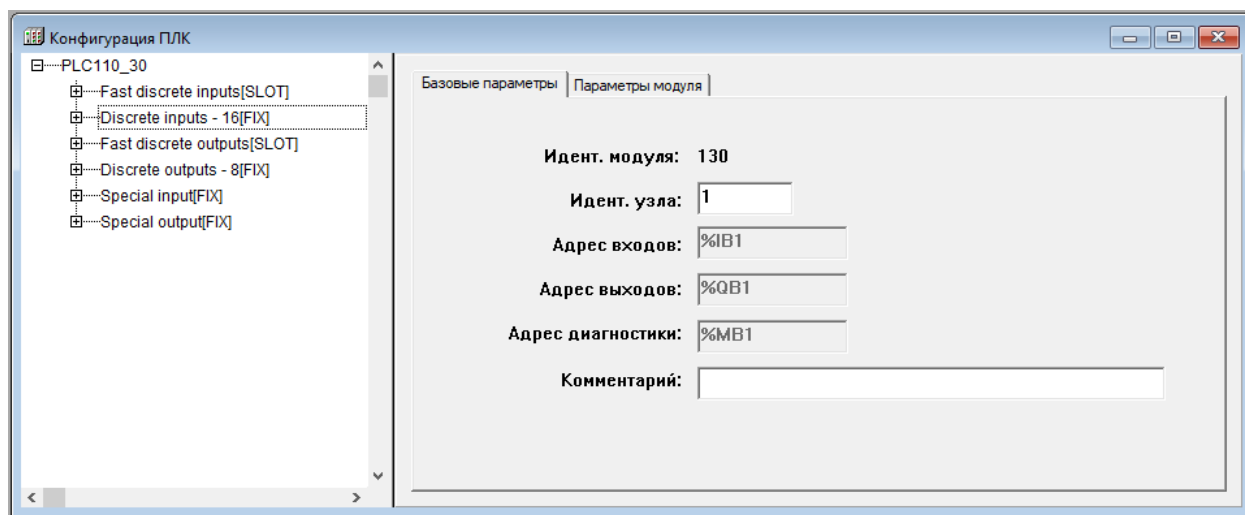 Конфигурация ПЛК
PLC110_30
Fast discrete inputs[SLOT]
Discrete inputs - 16[FIX]
Fast discrete outputs[SLOT]
Discrete outputs - 8[FIX]
Special input[FIX]
Special output[FIX]
Базовые параметры Параметры модуля
Идент. модуля: 130
Идент. узла: 1
Адрес входов: %IB1
Адрес выходов: %QB1
Адрес диагностики: %MB1
Комментарий: